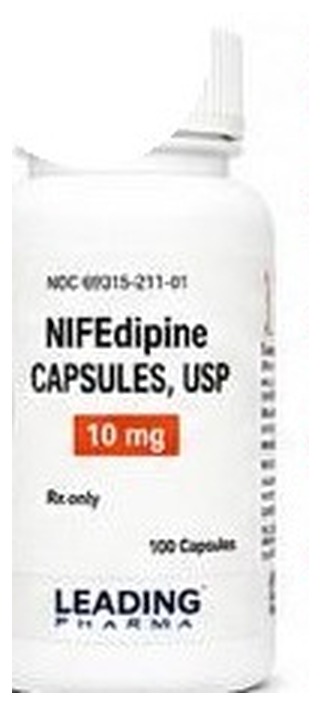 NDC 69315-211-01
NIFEdipine
CAPSULES, USP
10 mg
Rx only
100 Capsules
LEADING
PHARMA